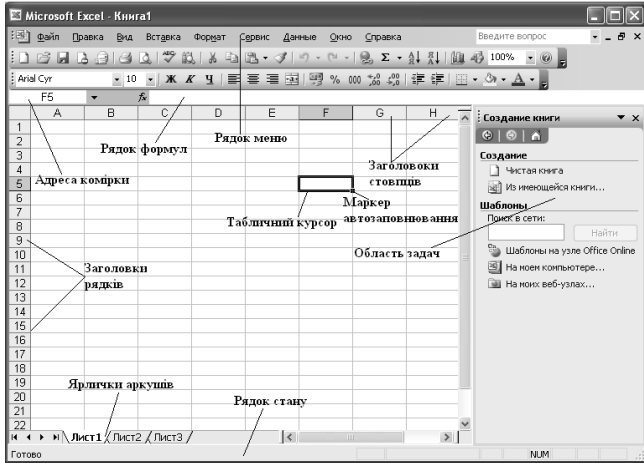 Microsoft Excel - Книга1
Файл Правка Вид Вставка Формат Сервис Данные Окно Справка
Введите вопрос
100%
Arial Cyr 10 Ж К Ч % 000
F5 fx
A B C D E F G H
1
2
3
4
5
6
7
8
9
10
11
12
13
14
15
16
17
18
19
20
21
22
Рядок формул
Рядок меню
Заголовоки
стовпців
Адреса комірки
Маркер
автозаповнювання
Табличний курсор
Область задач
Заголовки
рядків
Ярлички аркушів
Рядок стану
Создание книги
Создание
Чистая книга
Из имеющейся книги...
Шаблоны
Поиск в сети:
Найти
Шаблоны на узле Office Online
На моем компьютере...
На моих веб-узлах...
Лист1 Лист2 Лист3
Готово
NUM